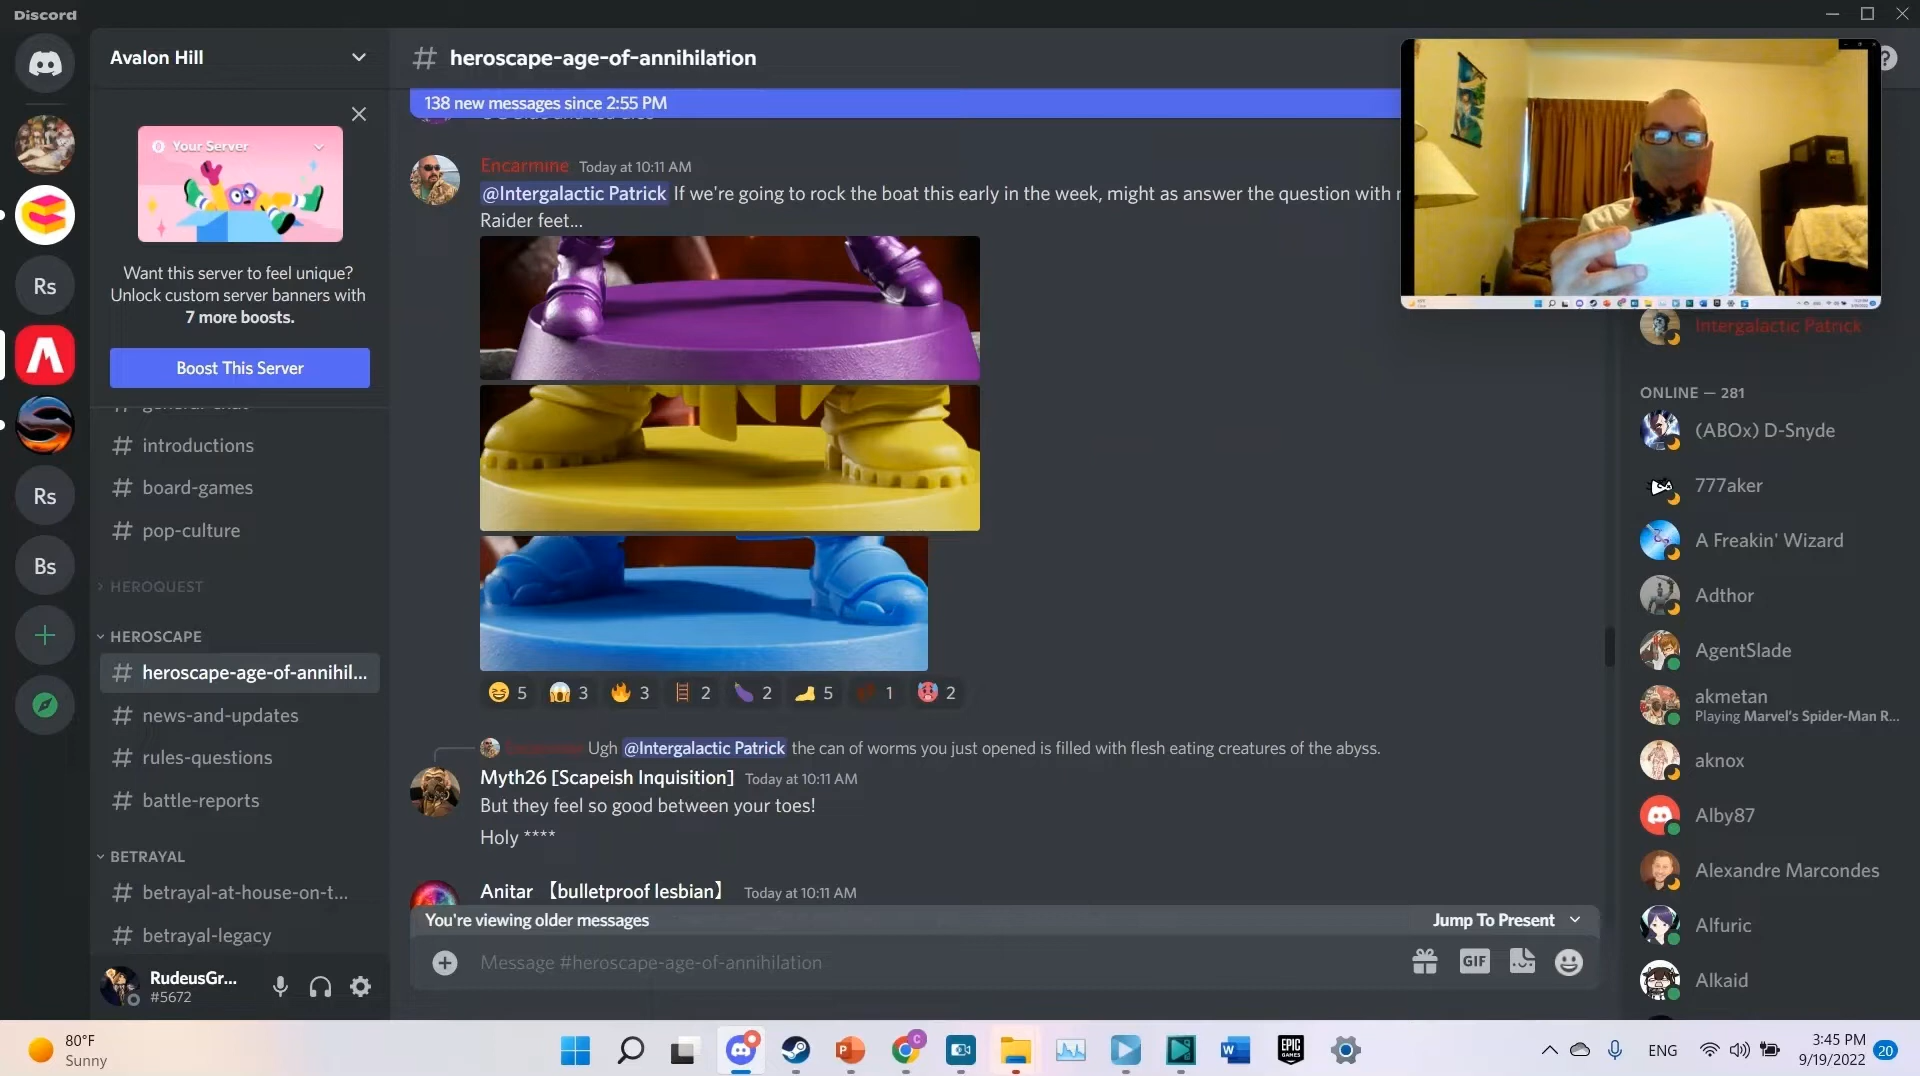 Discord
Avalon Hill
Your Server
Want this server to feel unique?
Unlock custom server banners with
7 more boosts.
Boost This Server
general-chat
introductions
board-games
pop-culture
HEROQUEST
HEROSCAPE
heroscape-age-of-annihil...
news-and-updates
rules-questions
battle-reports
BETRAYAL
betrayal-at-house-on-t...
betrayal-legacy
RudeusGr...
#5672
Rs
Rs
Bs
# heroscape-age-of-annihilation
138 new messages since 2:55 PM
Encarmine Today at 10:11 AM
@Intergalactic Patrick If we're going to rock the boat this early in the week, might as answer the question with
Raider feet...
5 3 3 2 2 5 1 2
Ugh @Intergalactic Patrick the can of worms you just opened is filled with flesh eating creatures of the abyss.
Myth26 [Scapeish Inquisition] Today at 10:11 AM
But they feel so good between your toes!
Holy ****
Anitar 【bulletproof lesbian】 Today at 10:11 AM
You're viewing older messages Jump To Present
Message #heroscape-age-of-annihilation
GIF
Intergalactic Patrick
ONLINE — 281
(ABOx) D-Snyde
777aker
A Freakin' Wizard
Adthor
AgentSlade
akmetan
Playing Marvel's Spider-Man R...
aknox
Alby87
Alexandre Marcondes
Alfuric
Alkaid
80°F
Sunny
EPIC
GAMES
ENG
3:45 PM
9/19/2022
20